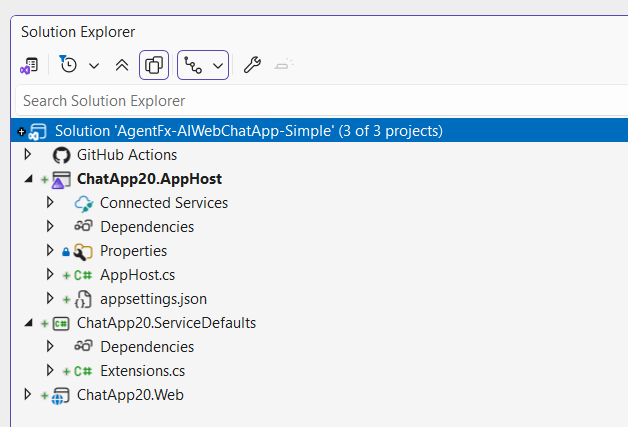 Solution Explorer
Search Solution Explorer
Solution 'AgentFx-AIWebChatApp-Simple' (3 of 3 projects)
GitHub Actions
ChatApp20.AppHost
Connected Services
Dependencies
Properties
C# AppHost.cs
appsettings.json
C# ChatApp20.ServiceDefaults
Dependencies
C# Extensions.cs
ChatApp20.Web